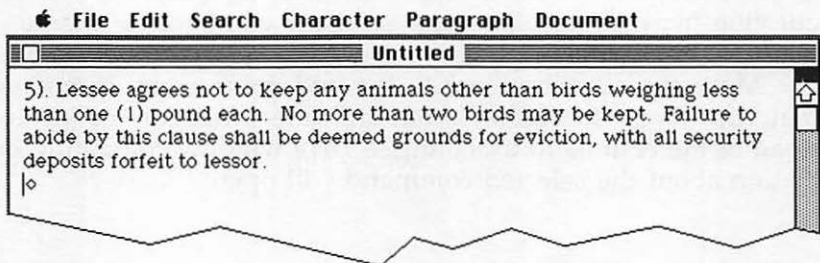 File Edit Search Character Paragraph Document
Untitled
5). Lessee agrees not to keep any animals other than birds weighing less
than one (1) pound each. No more than two birds may be kept. Failure to
abide by this clause shall be deemed grounds for eviction, with all security
deposits forfeit to lessor.